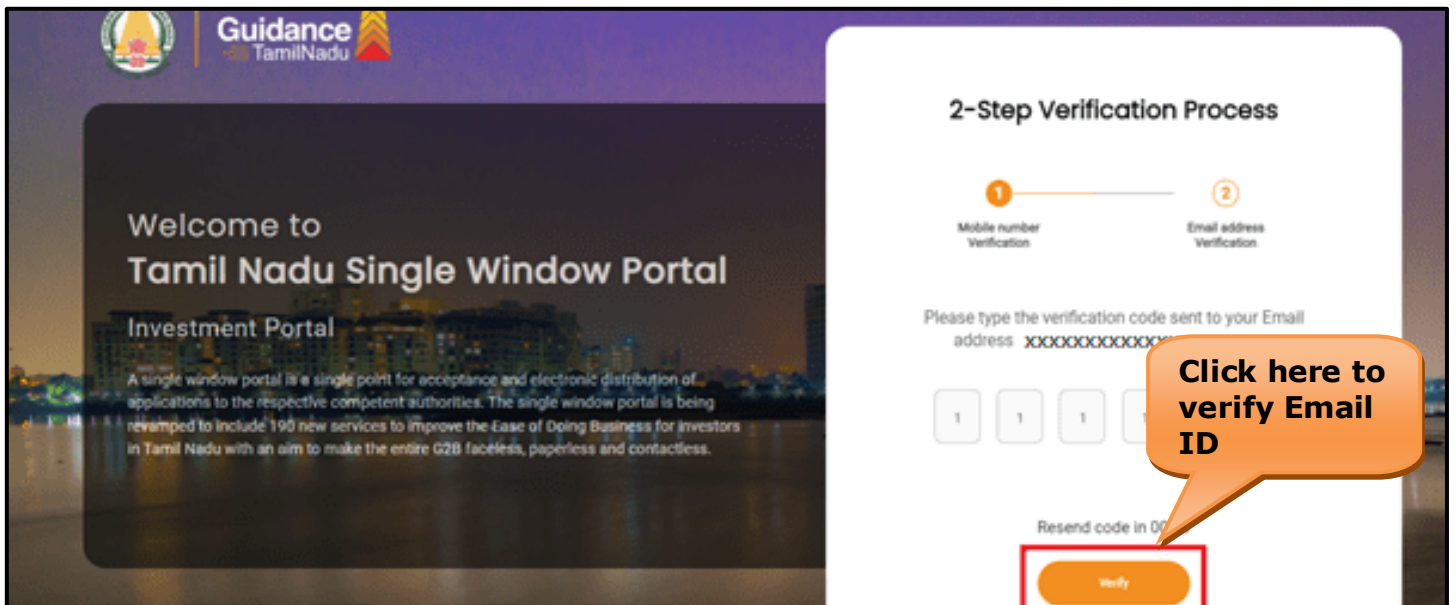 Guidance
TamilNadu
Welcome to
Tamil Nadu Single Window Portal
Investment Portal
A single window portal is a single point for acceptance and electronic distribution of
applications to the respective competent authorities. The single window portal is being
revamped to include 190 new services to improve the Ease of Doing Business for investors
in Tamil Nadu with an aim to make the entire G2B faceless, paperless and contactless.
2-Step Verification Process
1
2
Mobile number
Verification
Email address
Verification
Please type the verification code sent to your Email
address XXXXXXXXXXXXX
1 1 1 1
Click here to
verify Email
ID
Resend code in 00
Verify